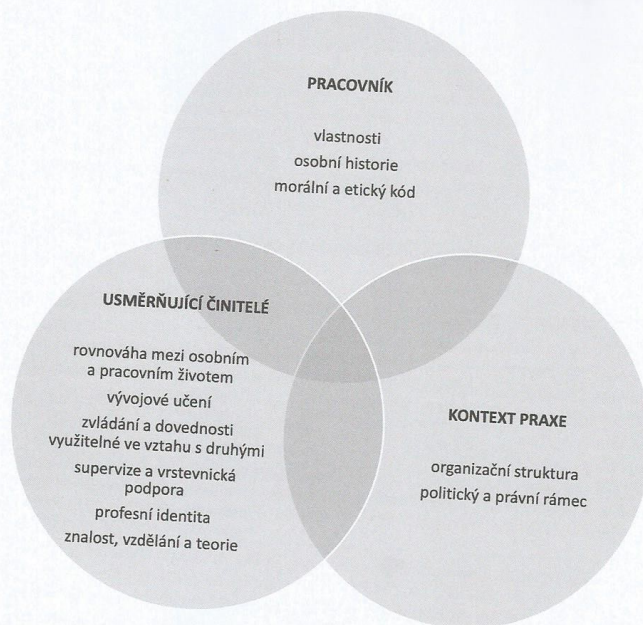 PRACOVNÍK
vlastnosti
osobní historie
morální a etický kód
USMĚRŇUJÍCÍ ČINITELÉ
rovnováha mezi osobním
a pracovním životem
vývojové učení
zvládání a dovednosti
využitelné ve vztahu s druhými
supervize a vrstevnická
podpora
profesní identita
znalost, vzdělání a teorie
KONTEXT PRAXE
organizační struktura
politický a právní rámec